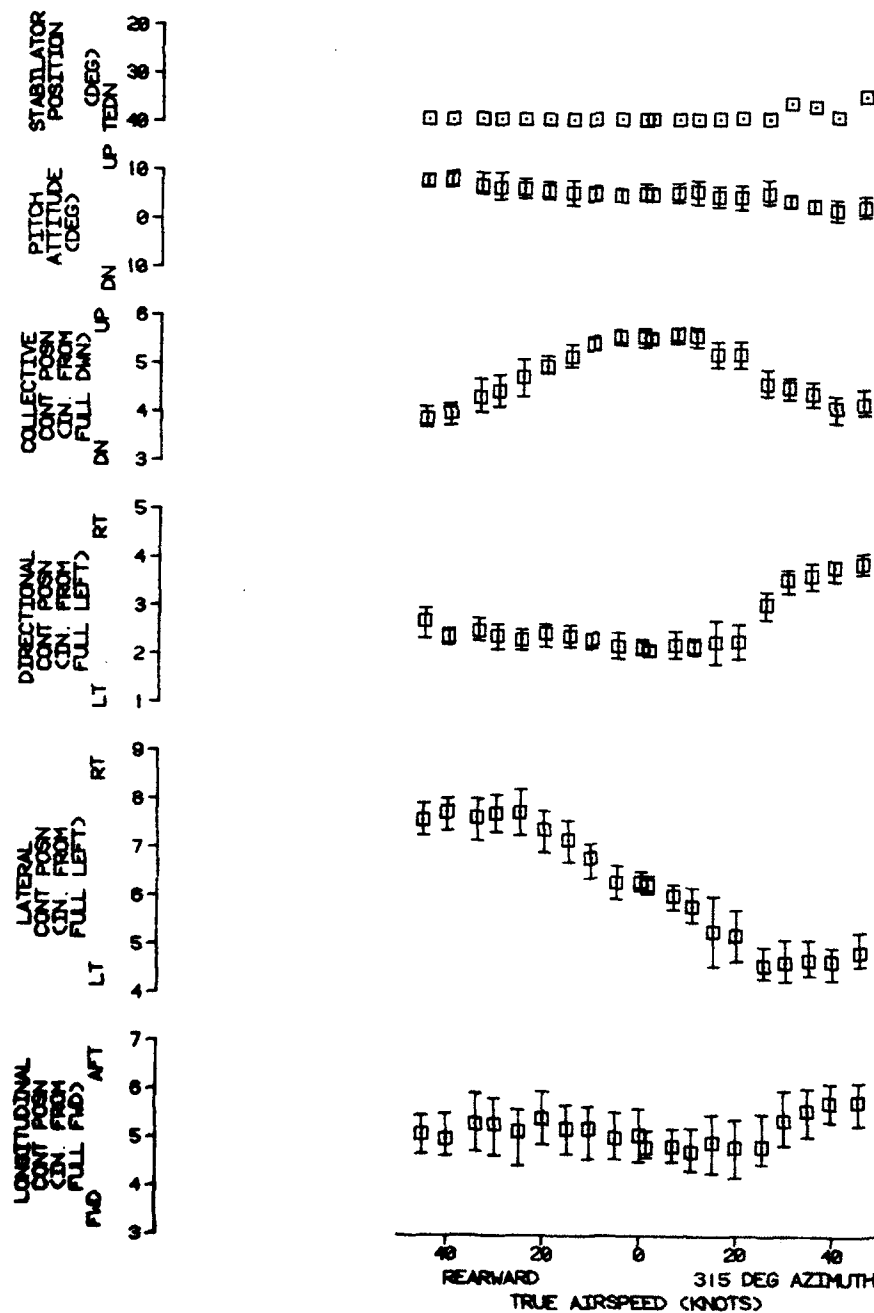 STABILATOR
POSITION
(DEG)
TEDN
20
30
40
PITCH
ATTITUDE
(DEG)
DN UP
10
0
10
COLLECTIVE
CONT POSN
(IN. FROM
FULL DWN)
DN UP
6
5
4
3
DIRECTIONAL
CONT POSN
(IN. FROM
FULL LEFT)
LT RT
5
4
3
2
1
LATERAL
CONT POSN
(IN. FROM
FULL LEFT)
LT RT
9
8
7
6
5
4
LONGITUDINAL
CONT POSN
(IN. FROM
FULL FWD)
FWD AFT
7
6
5
4
3
40 20 0 20 40
REARWARD 315 DEG AZIMUTH
TRUE AIRSPEED (KNOTS)